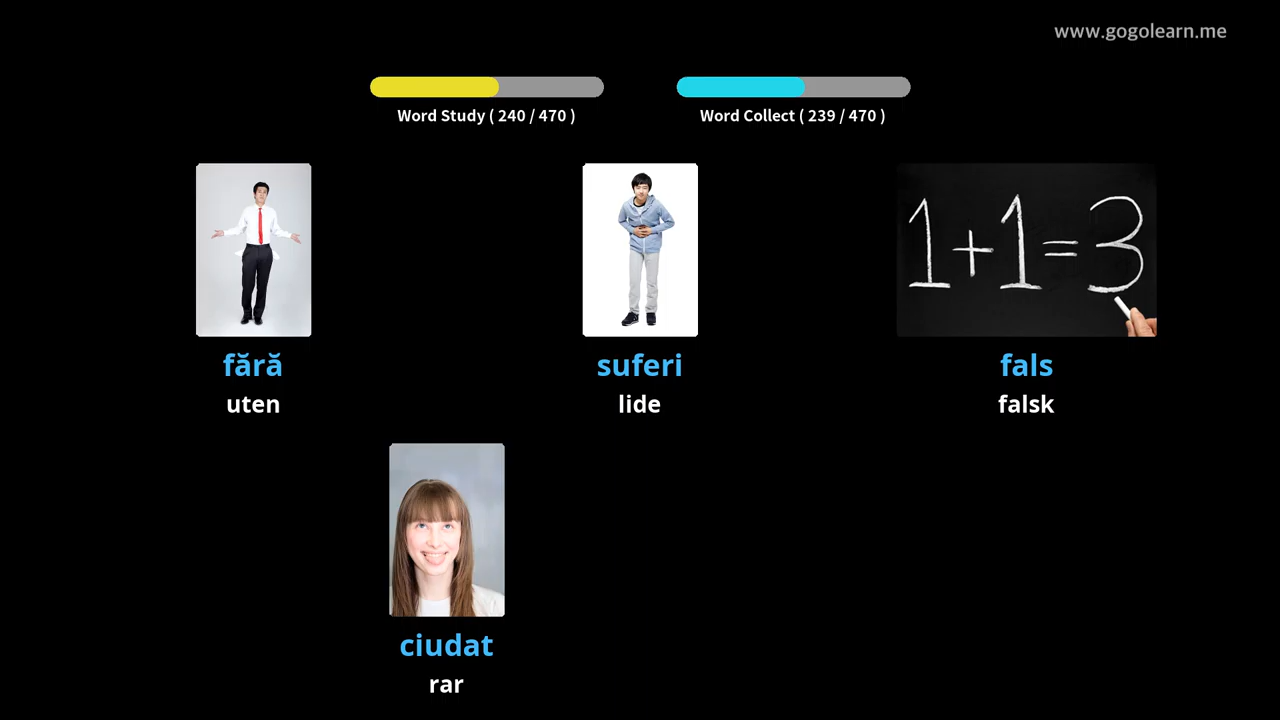 www.gogolearn.me
Word Study ( 240 / 470 )
Word Collect ( 239 / 470 )
1+1=3
fără
suferi
fals
uten
lide
falsk
ciudat
rar